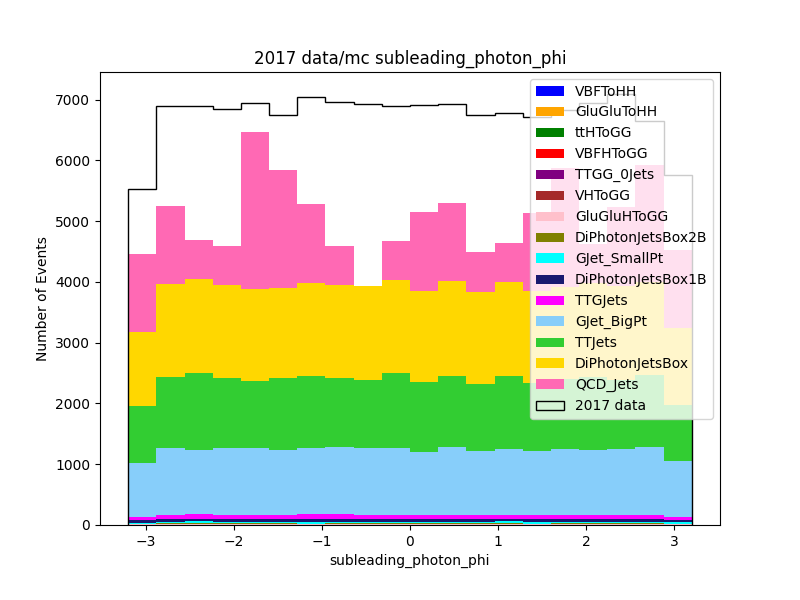 2017 data/mc subleading_photon_phi
Number of Events
7000
6000
5000
4000
3000
2000
1000
0
−3
−2
−1
0
1
2
3
subleading_photon_phi
VBFToHH
GluGluToHH
ttHToGG
VBFHToGG
TTGG_0Jets
VHToGG
GluGluHToGG
DiPhotonJetsBox2B
GJet_SmallPt
DiPhotonJetsBox1B
TTGJets
GJet_BigPt
TTJets
DiPhotonJetsBox
QCD_Jets
2017 data